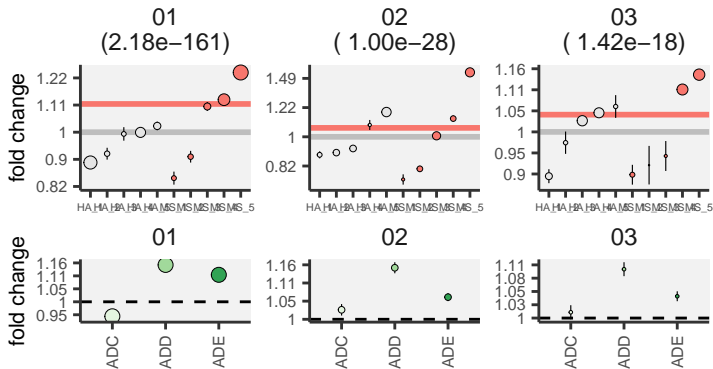 01
(2.18e−161)
02
( 1.00e−28)
03
( 1.42e−18)
fold change
1.22
1.11
1
0.9
0.82
1.49
1.22
1
0.82
1.16
1.11
1.05
1
0.95
0.9
01
02
03
fold change
1.16
1.11
1.05
1
0.95
1.16
1.11
1.05
1
1.11
1.08
1.05
1.03
1
ADC
ADD
ADE
ADC
ADD
ADE
ADC
ADD
ADE